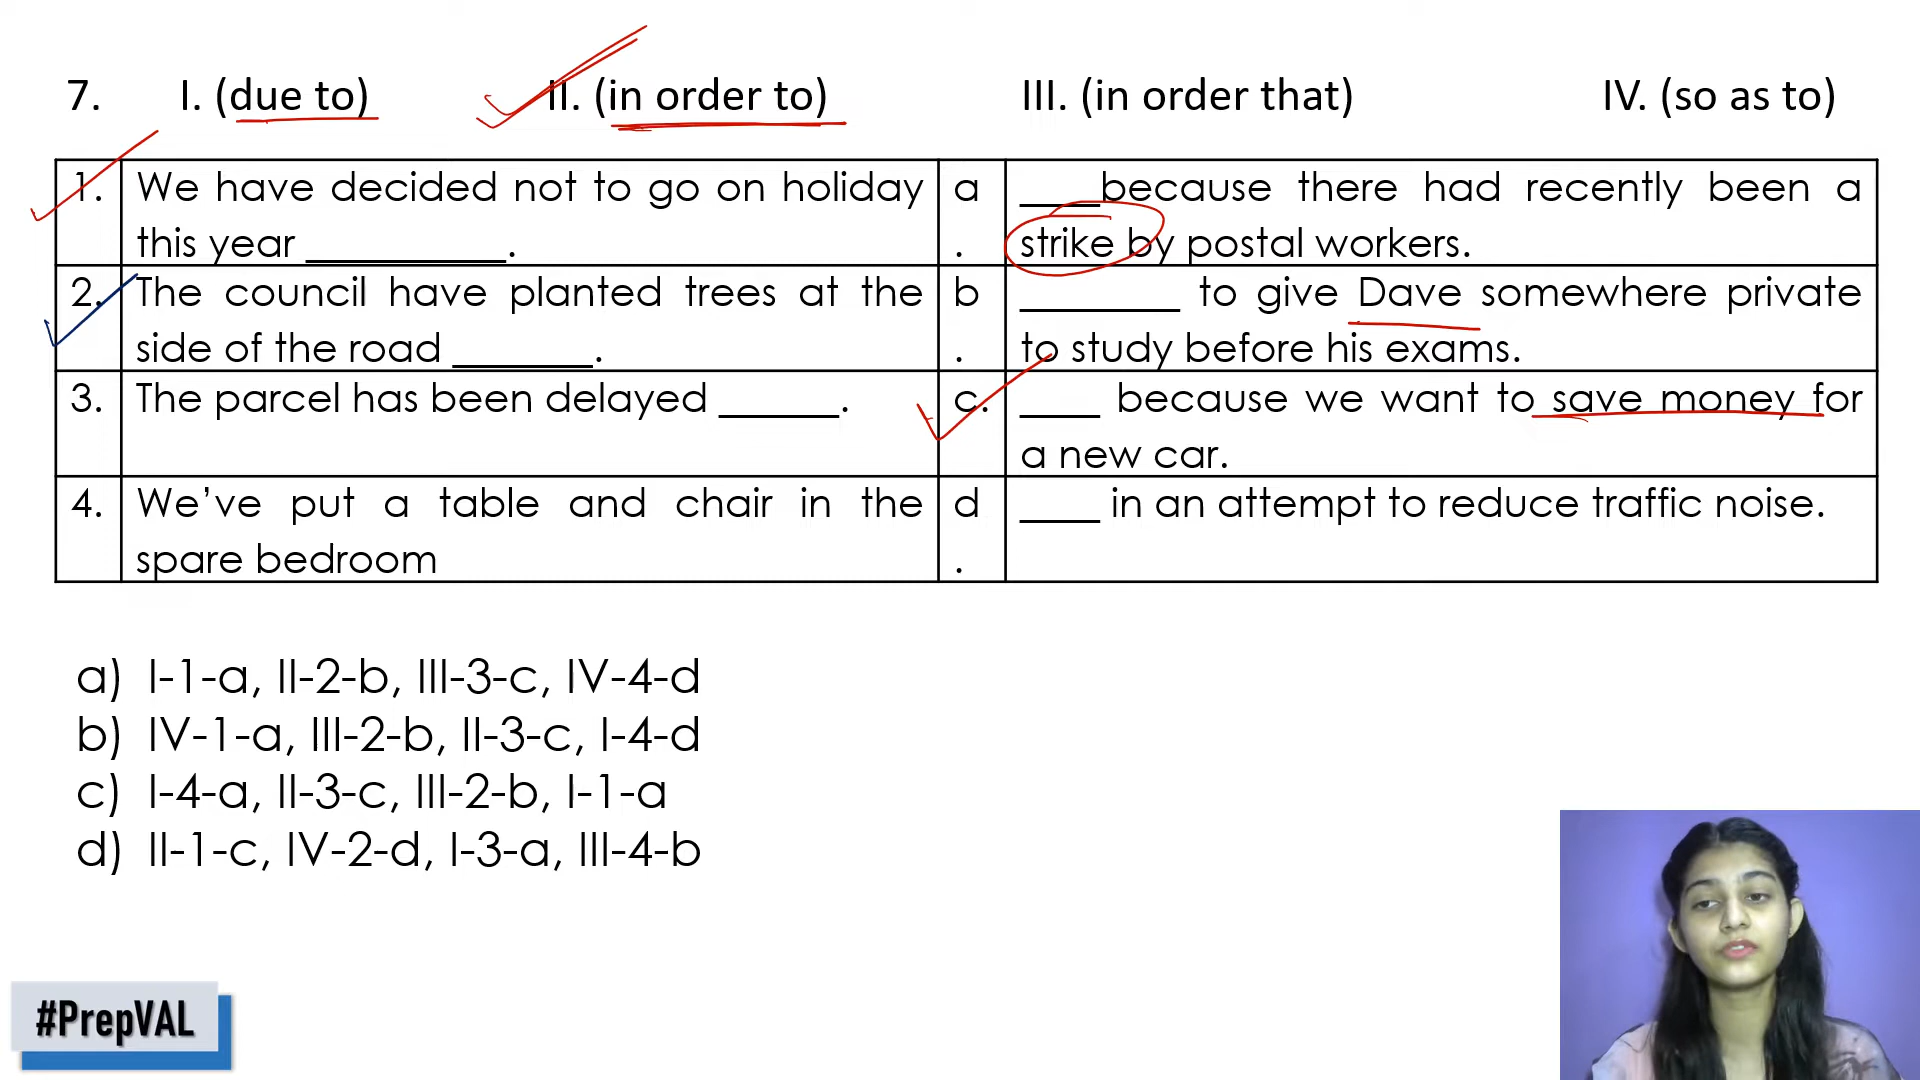 7. I. (due to) II. (in order to) III. (in order that) IV. (so as to)
1. We have decided not to go on holiday
this year __________.
a
.
____because there had recently been a
strike by postal workers.
2. The council have planted trees at the
side of the road _______.
b
.
________ to give Dave somewhere private
to study before his exams.
3. The parcel has been delayed ______.
c. ____ because we want to save money for
a new car.
4. We've put a table and chair in the
spare bedroom
d
.
____ in an attempt to reduce traffic noise.
a) I-1-a, II-2-b, III-3-c, IV-4-d
b) IV-1-a, III-2-b, II-3-c, I-4-d
c) I-4-a, II-3-c, III-2-b, I-1-a
d) II-1-c, IV-2-d, I-3-a, III-4-b
#PrepVAL